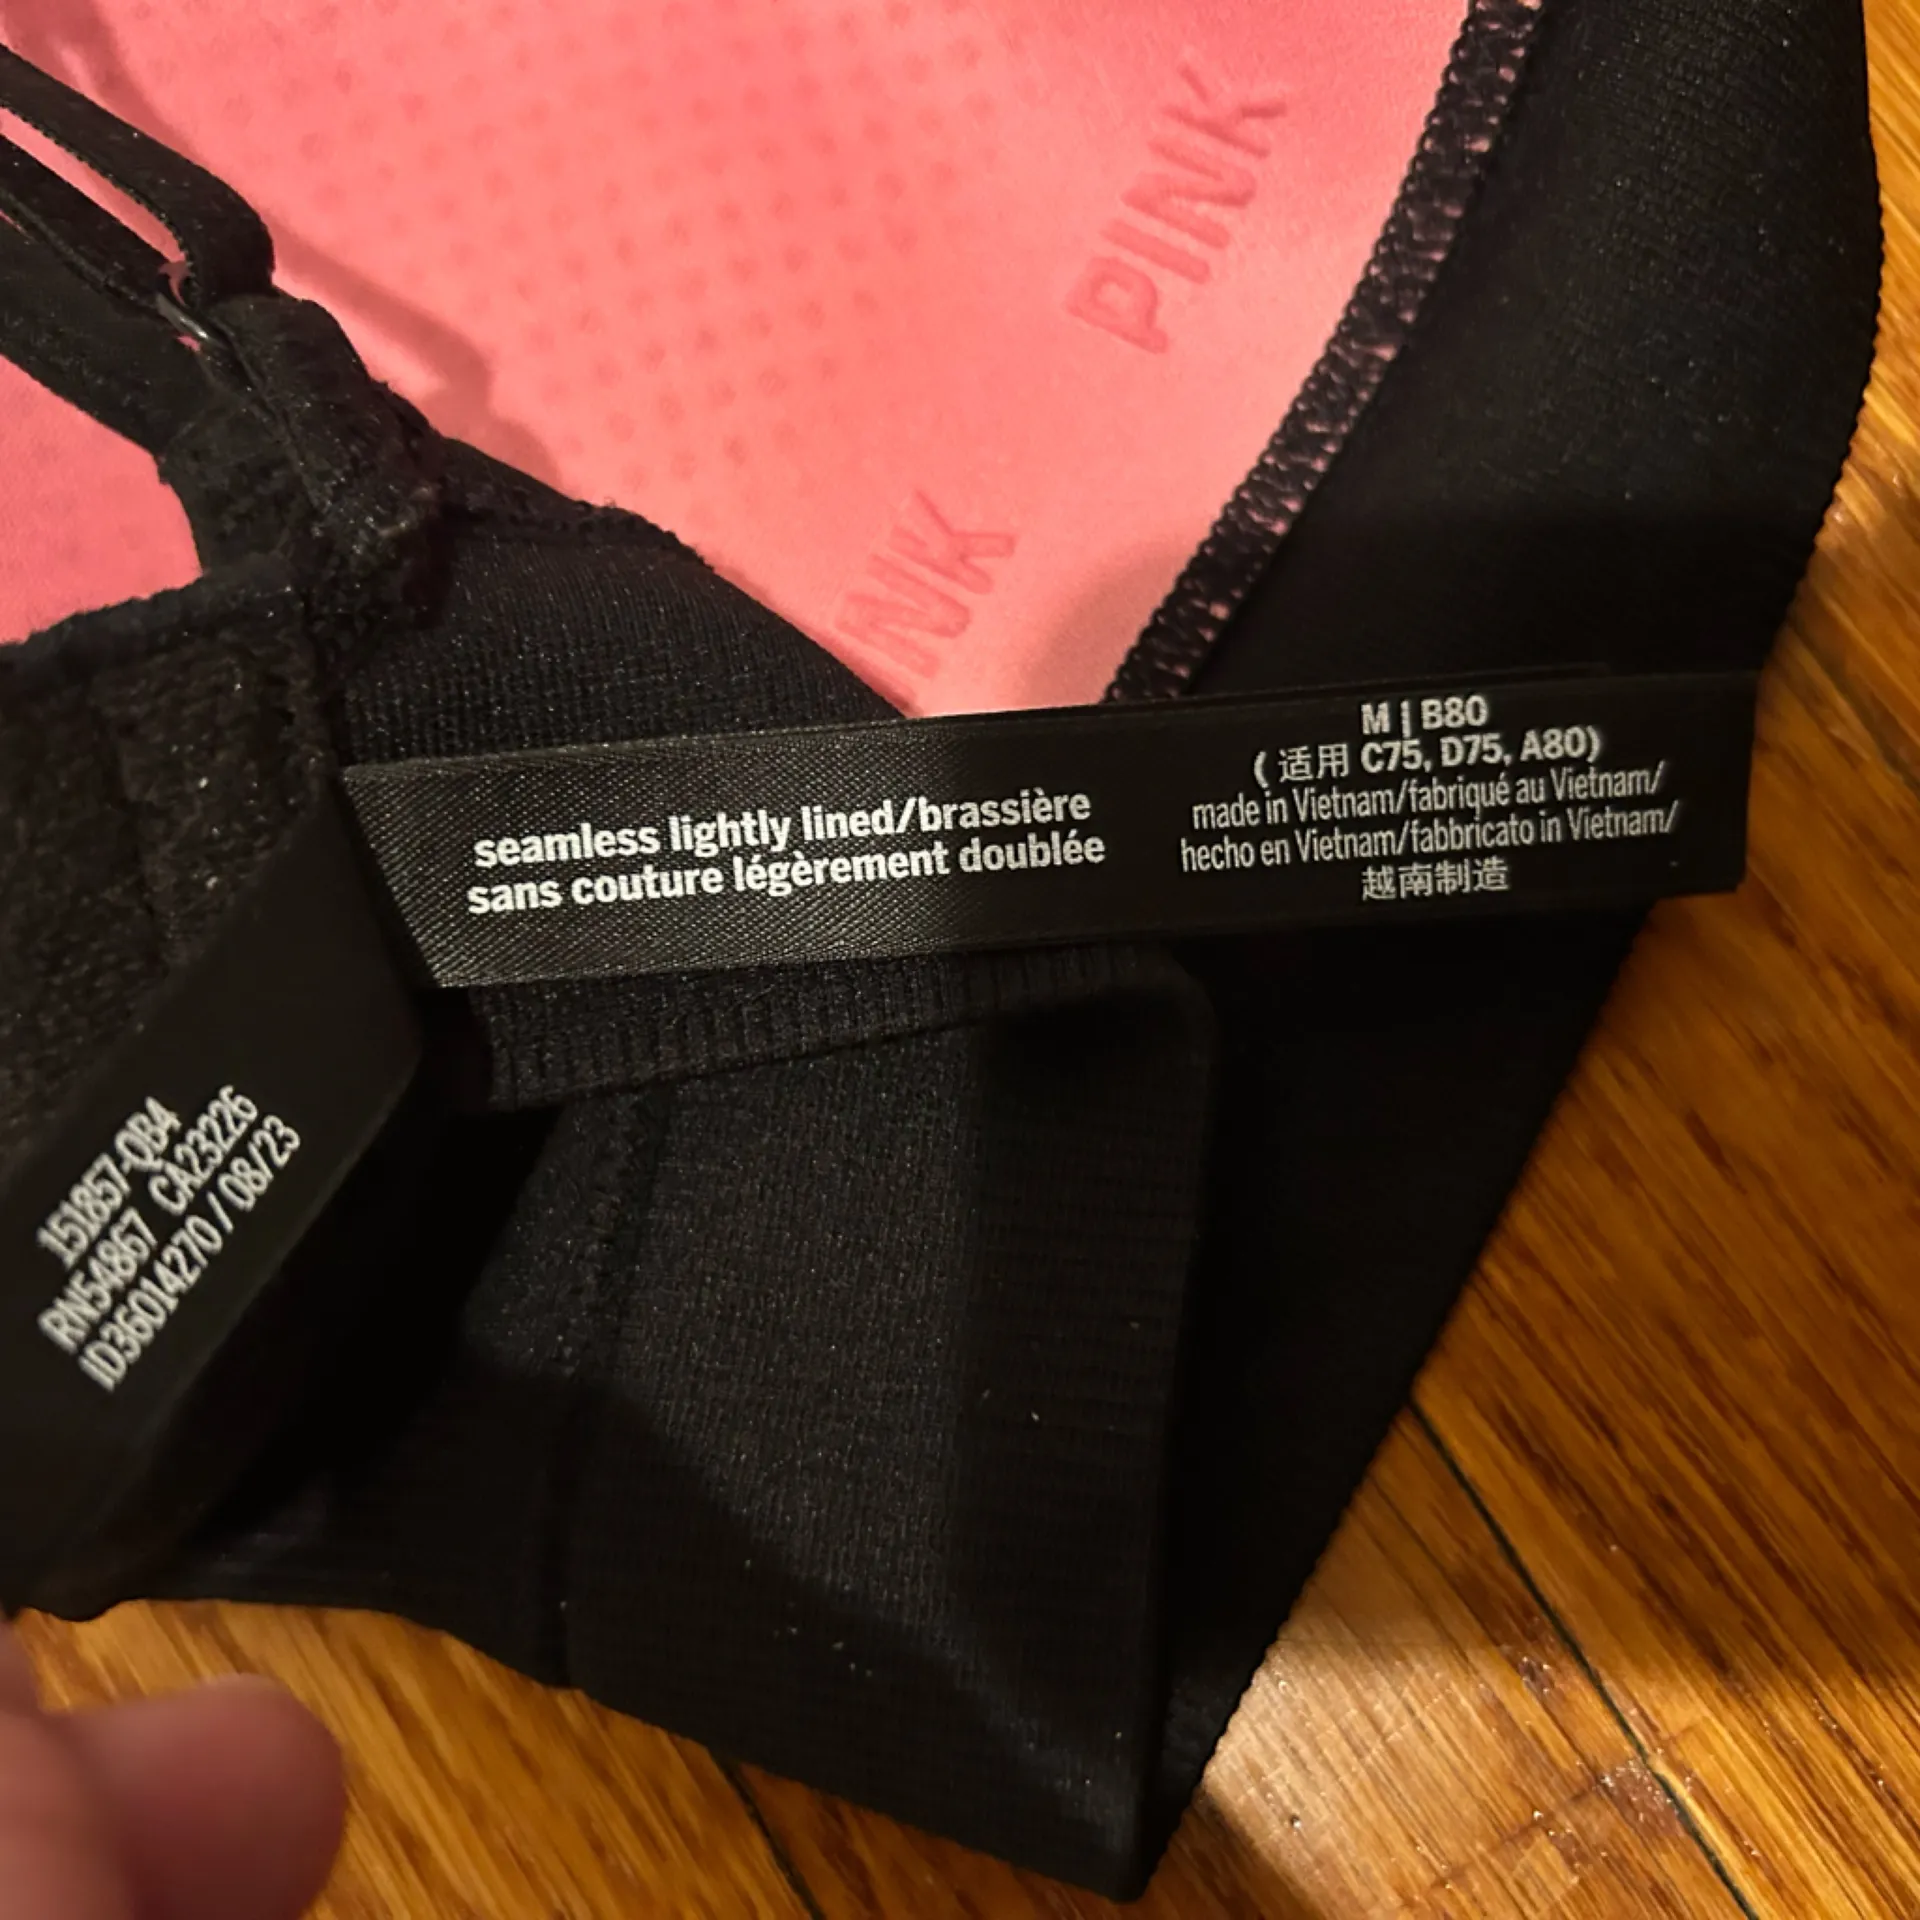 PINK
NK
seamless lightly lined/brassière
sans couture légèrement doublée
M | B80
( 适用 C75, D75, A80)
made in Vietnam/fabriqué au Vietnam/
hecho en Vietnam/fabbricato in Vietnam/
越南制造
151857-QB4
RN54867 CA23226
ID36014270 / 08/23